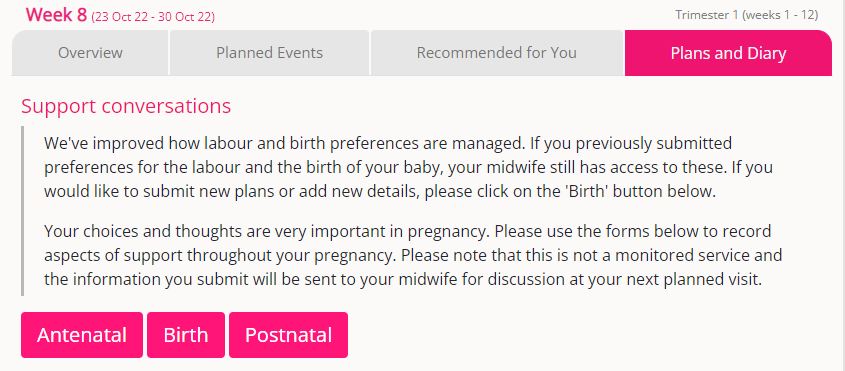 Week 8 (23 Oct 22 - 30 Oct 22)
Trimester 1 (weeks 1 - 12)
Overview
Planned Events
Recommended for You
Plans and Diary
Support conversations
We've improved how labour and birth preferences are managed. If you previously submitted
preferences for the labour and the birth of your baby, your midwife still has access to these. If you
would like to submit new plans or add new details, please click on the 'Birth' button below.
Your choices and thoughts are very important in pregnancy. Please use the forms below to record
aspects of support throughout your pregnancy. Please note that this is not a monitored service and
the information you submit will be sent to your midwife for discussion at your next planned visit.
Antenatal
Birth
Postnatal